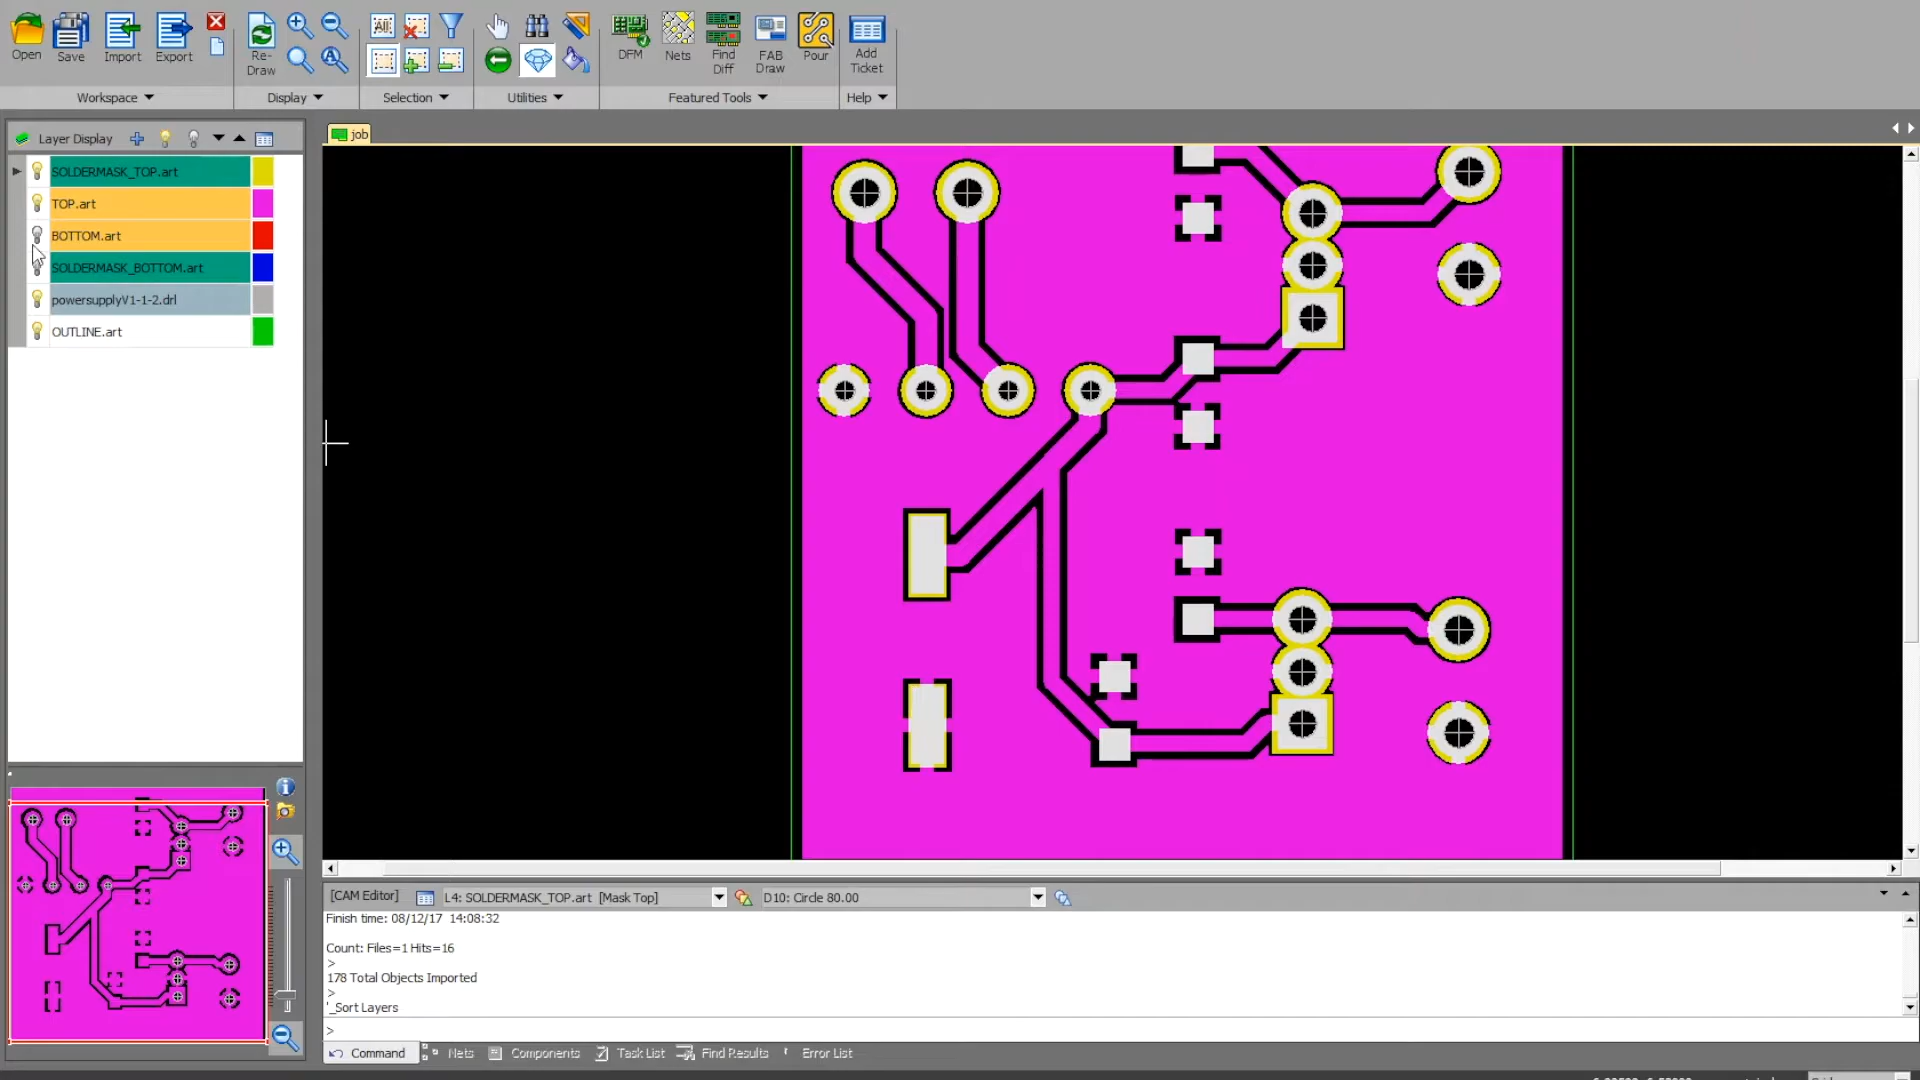 Open
Save
Import
Export
Re-
Draw
All
A
DFM
Nets
Find
Diff
FAB
Draw
Pour
Add
Ticket
Workspace
Display
Selection
Utilities
Featured Tools
Help
Layer Display
job
SOLDERMASK_TOP.art
TOP.art
BOTTOM.art
SOLDERMASK_BOTTOM.art
powersupplyV1-1-2.drl
OUTLINE.art
[CAM Editor]
L4: SOLDERMASK_TOP.art [Mask Top]
D10: Circle 80.00
Finish time: 08/12/17 14:08:32
Count: Files=1 Hits=16
>
178 Total Objects Imported
>
'_Sort Layers
>
Command
Nets
Components
Task List
Find Results
Error List